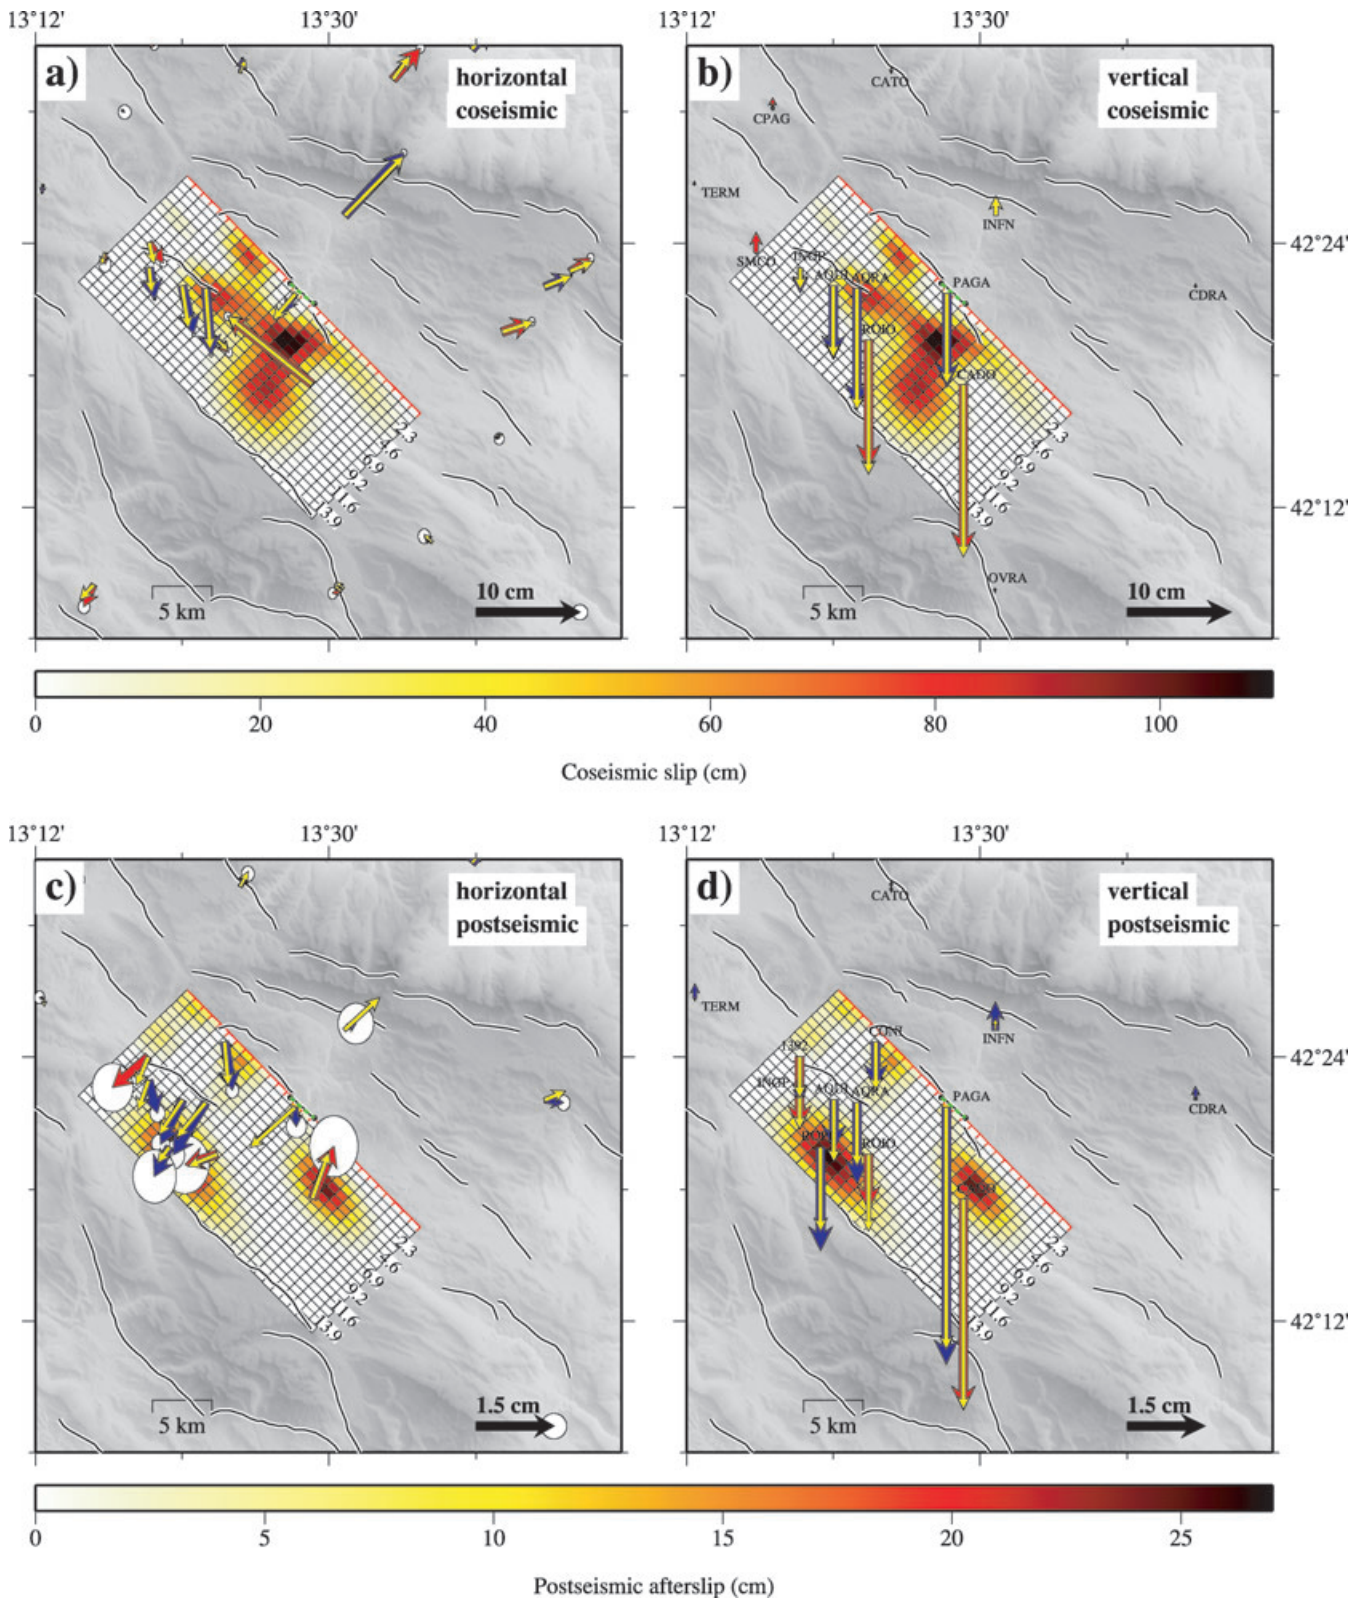 13°12' 13°30' 13°12' 13°30'
a) horizontal coseismic
b) vertical coseismic
CATO
CPAG
TERM
INFN
42°24'
SMCO
INGP
AQUI AQRA
PAGA
CDRA
ROIO
CADO
2.3
4.6
6.9
9.2
11.6
13.9
2.3
4.6
6.9
9.2
11.6
13.9
42°12'
OVRA
5 km
10 cm
5 km
10 cm
0 20 40 60 80 100
Coseismic slip (cm)
13°12' 13°30' 13°12' 13°30'
c) horizontal postseismic
d) vertical postseismic
CATO
TERM
INFN
CONI
1392
42°24'
INGP
AQUI AQRA
PAGA
CDRA
ROIO
2.3
4.6
6.9
9.2
11.6
13.9
2.3
4.6
6.9
9.2
11.6
13.9
42°12'
5 km
1.5 cm
5 km
1.5 cm
0 5 10 15 20 25
Postseismic afterslip (cm)